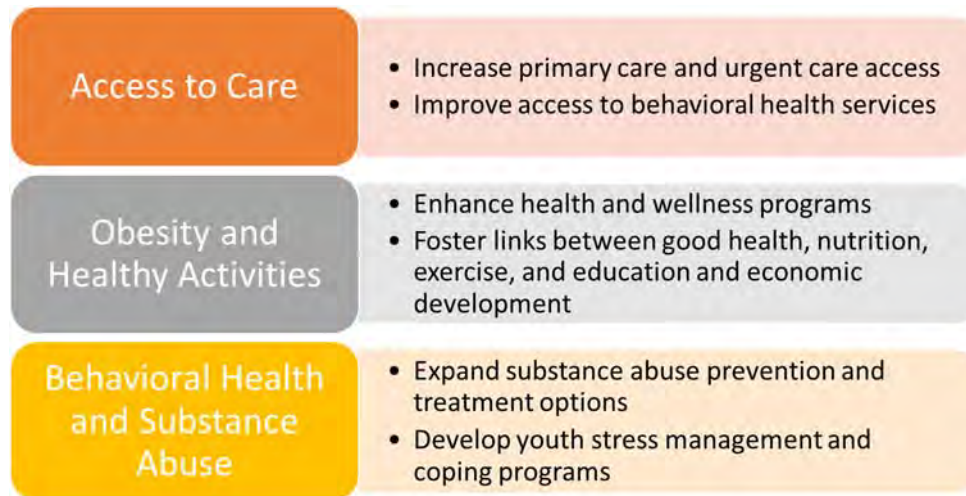 Access to Care
• Increase primary care and urgent care access
• Improve access to behavioral health services
Obesity and
Healthy Activities
• Enhance health and wellness programs
• Foster links between good health, nutrition,
exercise, and education and economic
development
Behavioral Health
and Substance
Abuse
• Expand substance abuse prevention and
treatment options
• Develop youth stress management and
coping programs